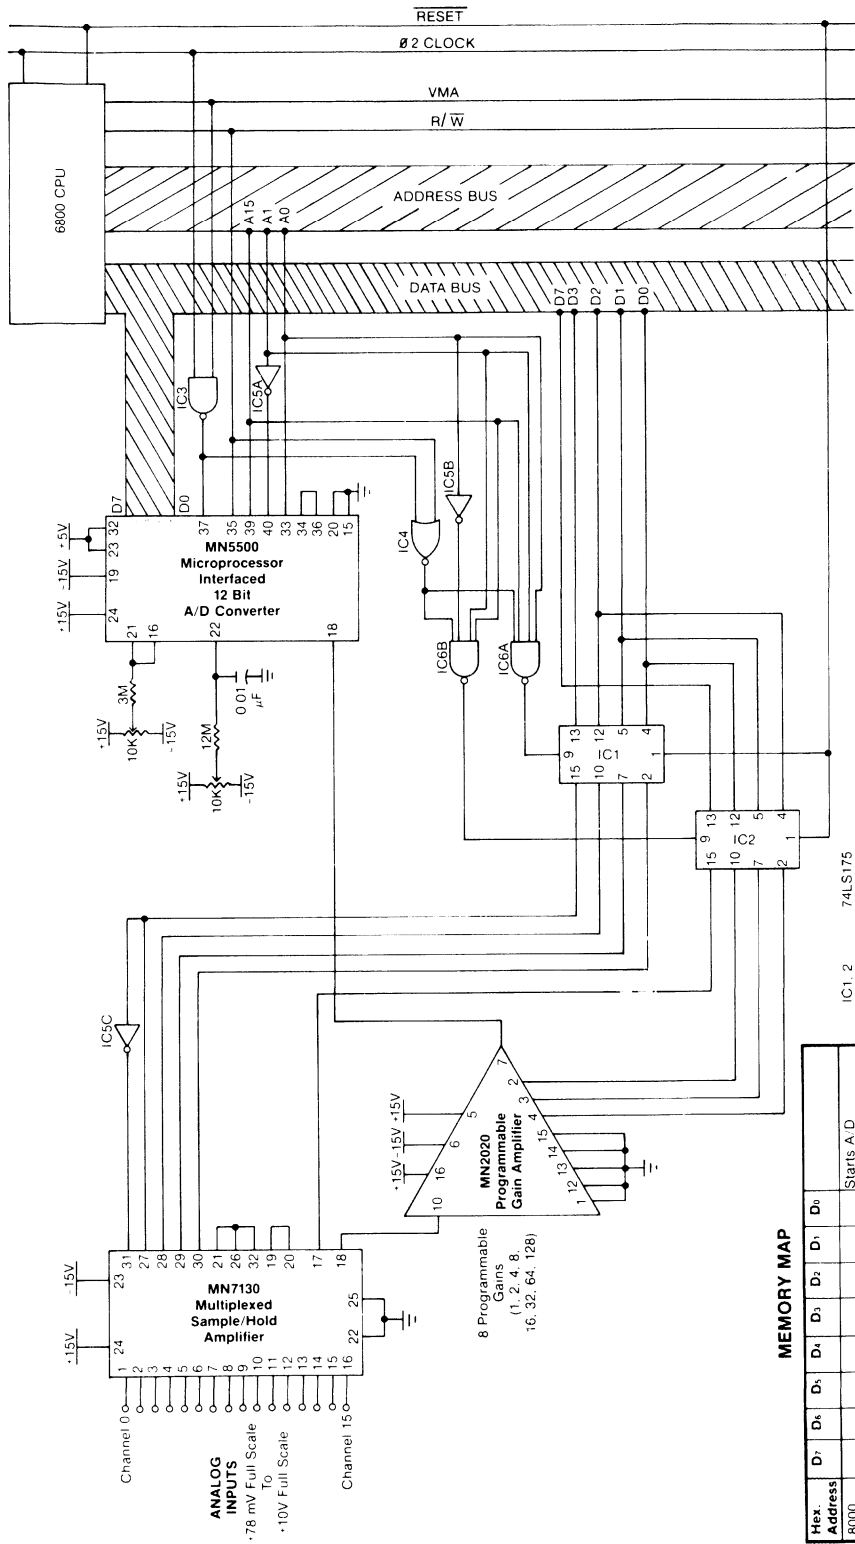 RESET
Ø2 CLOCK
VMA
R/W
6800 CPU
ADDRESS BUS
A15
A1
A0
DATA BUS
D7
D3
D2
D1
D0
IC3
IC5A
D7
D0
+5V
-15V
+15V
32
23
19
24
37
35
39
40
33
34
36
20
15
MN5500
Microprocessor
Interfaced
12 Bit
A/D Converter
21
16
22
18
3M
+15V
10K
-15V
12M
0.01
µF
+15V
10K
-15V
IC4
IC5B
IC6B
IC6A
13
12
5
4
9
IC1
1
15
10
7
2
13
12
5
4
9
IC2
1
15
10
7
2
IC5C
-15V
+15V
23
24
31
27
28
29
30
21
26
32
19
20
17
18
MN7130
Multiplexed
Sample/Hold
Amplifier
25
22
1
2
3
4
5
6
7
8
9
10
11
12
13
14
15
16
Channel 0
ANALOG
INPUTS
+78 mV Full Scale
To
+10V Full Scale
Channel 15
+15V
-15V
+15V
16
6
5
10
7
2
3
4
15
14
13
12
1
MN2020
Programmable
Gain Amplifier
8 Programmable
Gains
(1, 2, 4, 8,
16, 32, 64, 128)
IC1, 2 74LS175
MEMORY MAP
Hex. Address D7 D6 D5 D4 D3 D2 D1 D0
8000 Starts A/D